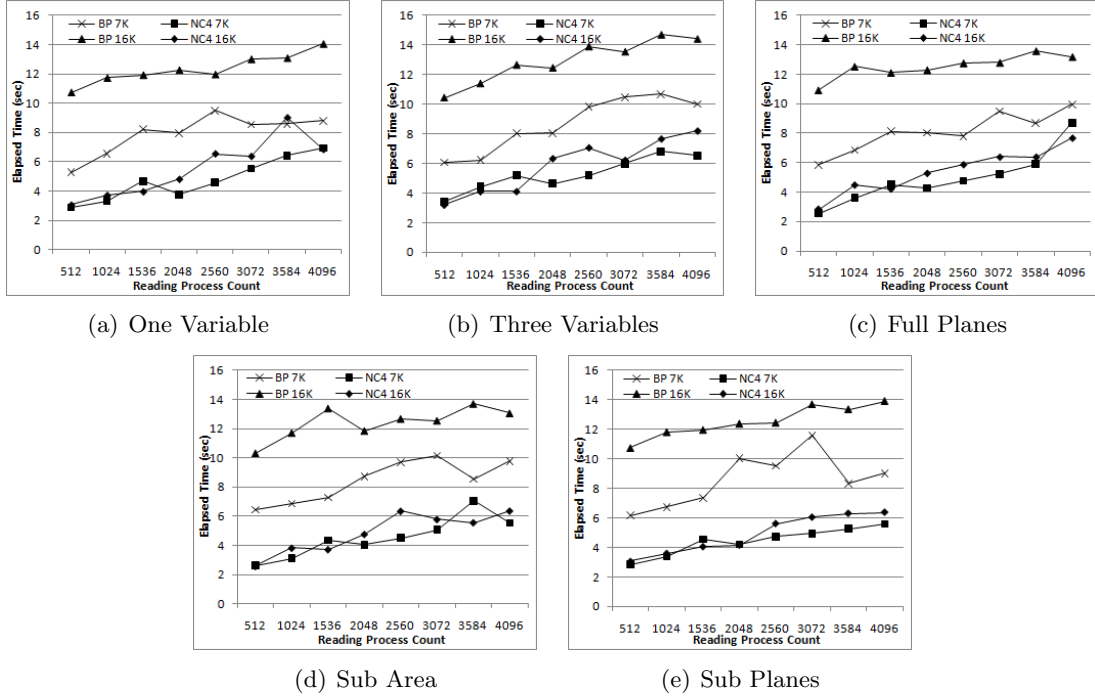 16
14
12
10
8
6
4
2
0
Elapsed Time (sec)
BP 7K NC4 7K
BP 16K NC4 16K
512 1024 1536 2048 2560 3072 3584 4096
Reading Process Count
(a) One Variable
16
14
12
10
8
6
4
2
0
Elapsed Time (sec)
BP 7K NC4 7K
BP 16K NC4 16K
512 1024 1536 2048 2560 3072 3584 4096
Reading Process Count
(b) Three Variables
16
14
12
10
8
6
4
2
0
Elapsed Time (sec)
BP 7K NC4 7K
BP 16K NC4 16K
512 1024 1536 2048 2560 3072 3584 4096
Reading Process Count
(c) Full Planes
16
14
12
10
8
6
4
2
0
Elapsed Time (sec)
BP 7K NC4 7K
BP 16K NC4 16K
512 1024 1536 2048 2560 3072 3584 4096
Reading Process Count
(d) Sub Area
16
14
12
10
8
6
4
2
0
Elapsed Time (sec)
BP 7K NC4 7K
BP 16K NC4 16K
512 1024 1536 2048 2560 3072 3584 4096
Reading Process Count
(e) Sub Planes